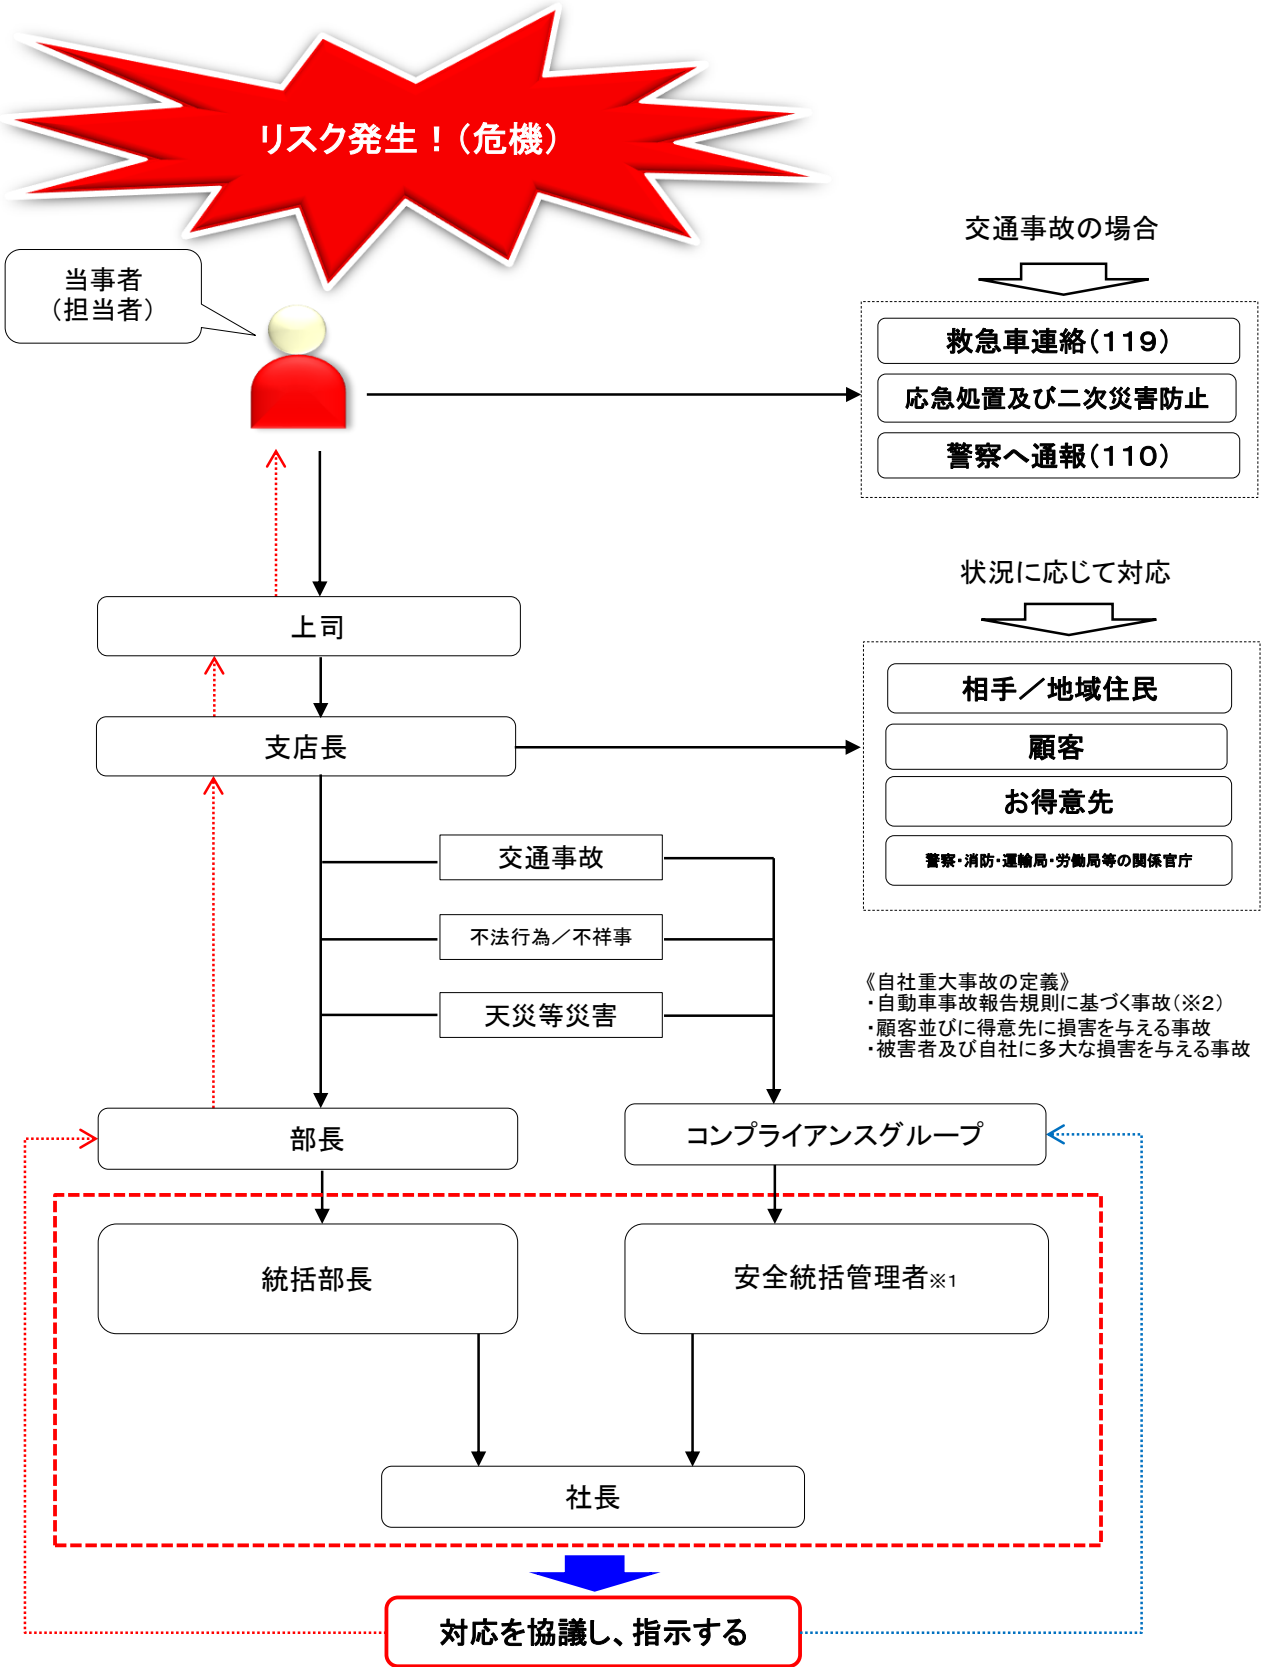 リスク発生！（危機）
交通事故の場合
当事者
（担当者）
救急車連絡（１１９）
応急処置及び二次災害防止
警察へ通報（１１０）
状況に応じて対応
上司
相手／地域住民
支店長
顧客
お得意先
交通事故
警察・消防・運輸局・労働局等の関係官庁
不法行為／不祥事
天災等災害
《自社重大事故の定義》
・自動車事故報告規則に基づく事故（※２）
・顧客並びに得意先に損害を与える事故
・被害者及び自社に多大な損害を与える事故
部長
コンプライアンスグループ
統括部長
安全統括管理者※１
社長
対応を協議し、指示する